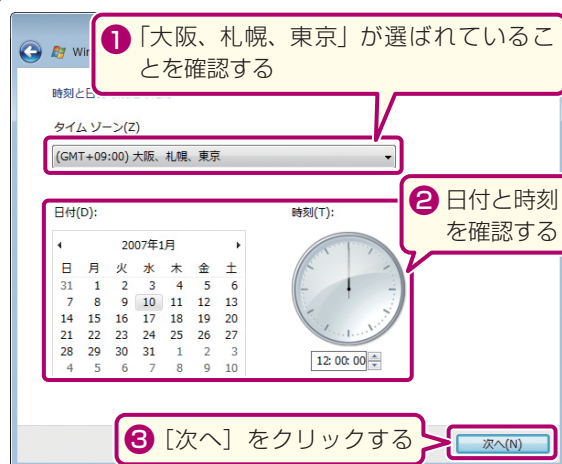 ❶「大阪、札幌、東京」が選ばれているこ
とを確認する
Wi
時刻と
タイム ゾーン(Z)
(GMT+09:00) 大阪、札幌、東京
❷ 日付と時刻
を確認する
日付(D):
時刻(T):
2007年1月
日 月 火 水 木 金 土
31 1 2 3 4 5 6
7 8 9 10 11 12 13
14 15 16 17 18 19 20
21 22 23 24 25 26 27
28 29 30 31 1 2 3
4 5 6 7 8 9 10
12:00:00
❸［次へ］をクリックする
次へ(N)